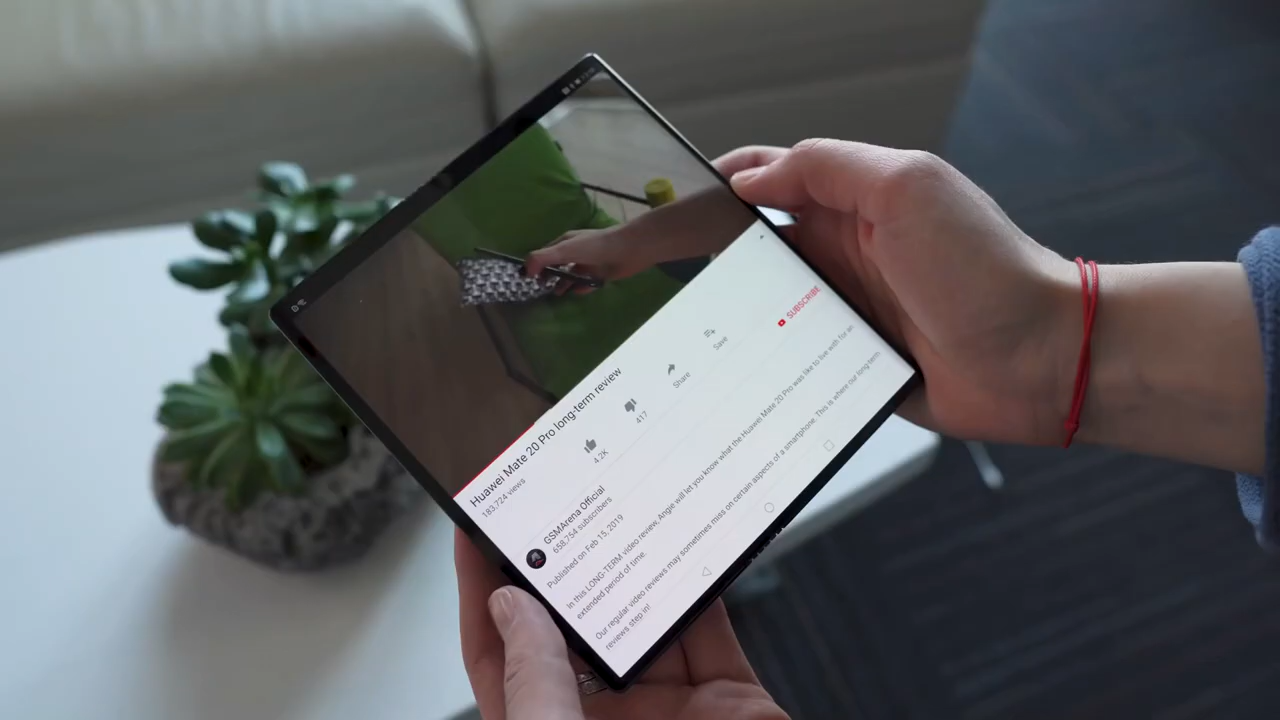 Huawei Mate 20 Pro long-term review
183,724 views
4.2K
417
Share
Save
GSMArena Official
658,754 subscribers
SUBSCRIBE
Published on Feb 15, 2019
In this LONG-TERM video review, Angie will let you know what the Huawei Mate 20 Pro was like to live with for an
extended period of time.
Our regular video reviews may sometimes miss on certain aspects of a smartphone. This is where our long-term
reviews step in!